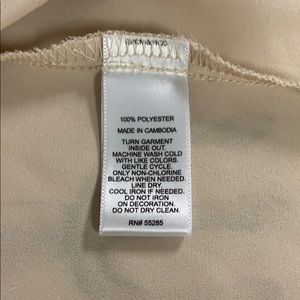 100% POLYESTER
MADE IN CAMBODIA
TURN GARMENT
INSIDE OUT.
MACHINE WASH COLD
WITH LIKE COLORS.
GENTLE CYCLE.
ONLY NON-CHLORINE
BLEACH WHEN NEEDED.
LINE DRY.
COOL IRON IF NEEDED.
DO NOT IRON
ON DECORATION.
DO NOT DRY CLEAN.
RN# 55285